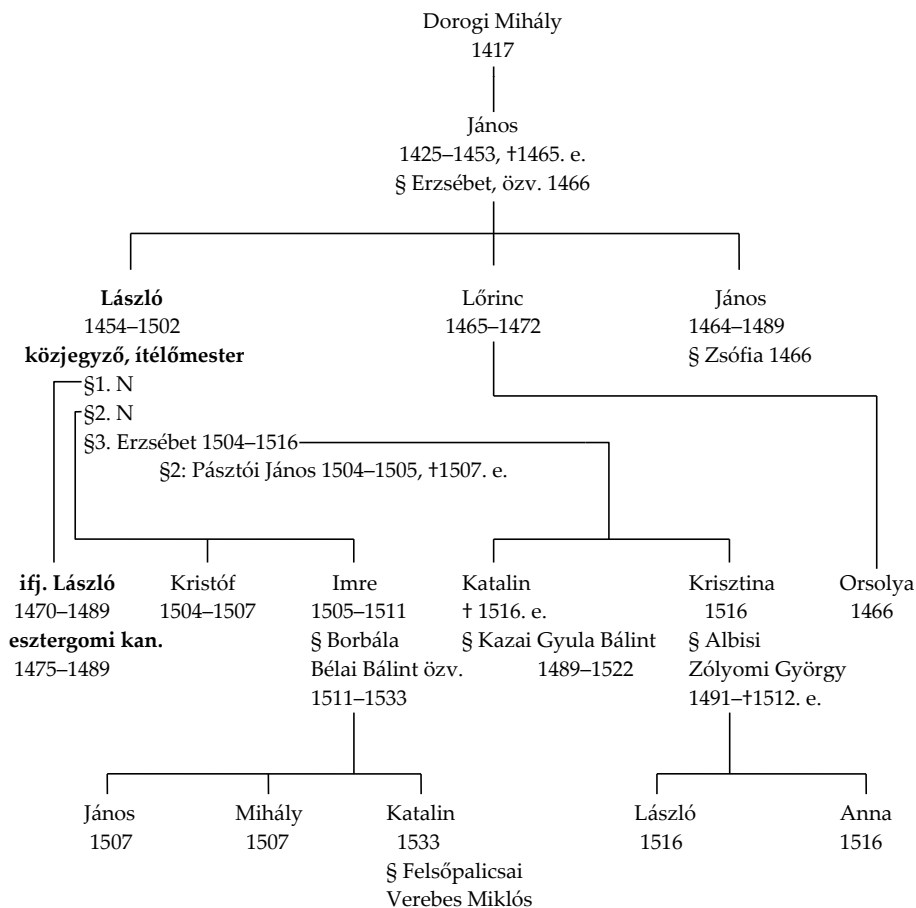 Dorogi Mihály
1417
János
1425–1453, †1465. e.
§ Erzsébet, özv. 1466
László
1454–1502
közjegyző, ítélőmester
§1. N
§2. N
§3. Erzsébet 1504–1516
§2: Pásztói János 1504–1505, †1507. e.
Lőrinc
1465–1472
János
1464–1489
§ Zsófia 1466
ifj. László
1470–1489
esztergomi kan.
1475–1489
Kristóf
1504–1507
Imre
1505–1511
§ Borbála
Bélai Bálint özv.
1511–1533
Katalin
† 1516. e.
§ Kazai Gyula Bálint
1489–1522
Krisztina
1516
§ Albisi
Zólyomi György
1491–†1512. e.
Orsolya
1466
János
1507
Mihály
1507
Katalin
1533
§ Felsőpalicsai
Verebes Miklós
László
1516
Anna
1516